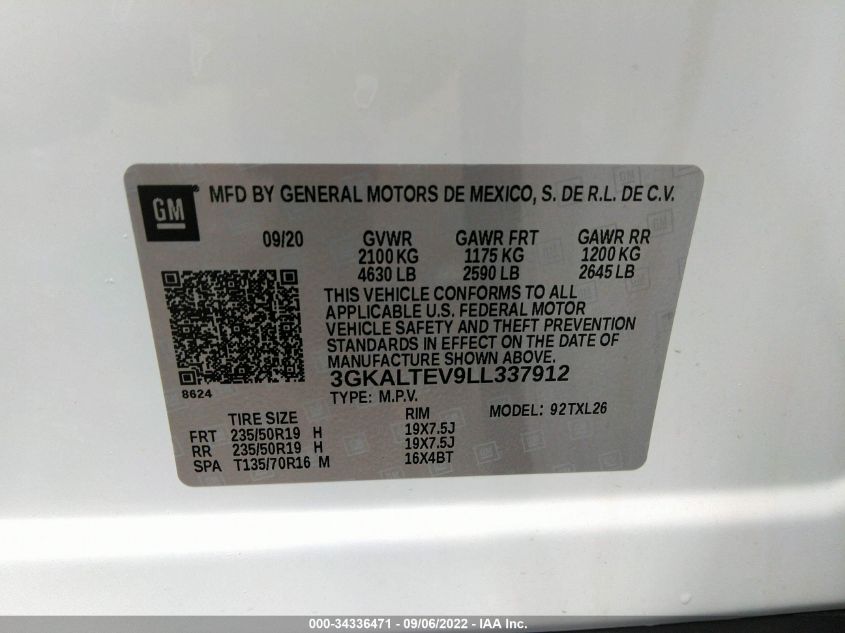 GM ® MFD BY GENERAL MOTORS DE MEXICO, S. DE R.L. DE C.V.
09/20 GVWR GAWR FRT GAWR RR
2100 KG 1175 KG 1200 KG
4630 LB 2590 LB 2645 LB
THIS VEHICLE CONFORMS TO ALL
APPLICABLE U.S. FEDERAL MOTOR
VEHICLE SAFETY AND THEFT PREVENTION
STANDARDS IN EFFECT ON THE DATE OF
MANUFACTURE SHOWN ABOVE.
3GKALTEV9LL337912
8624
TYPE: M.P.V. MODEL: 92TXL26
TIRE SIZE RIM
FRT 235/50R19 H 19X7.5J
RR 235/50R19 H 19X7.5J
SPA T135/70R16 M 16X4BT
000-34336471 - 09/06/2022 - IAA Inc.